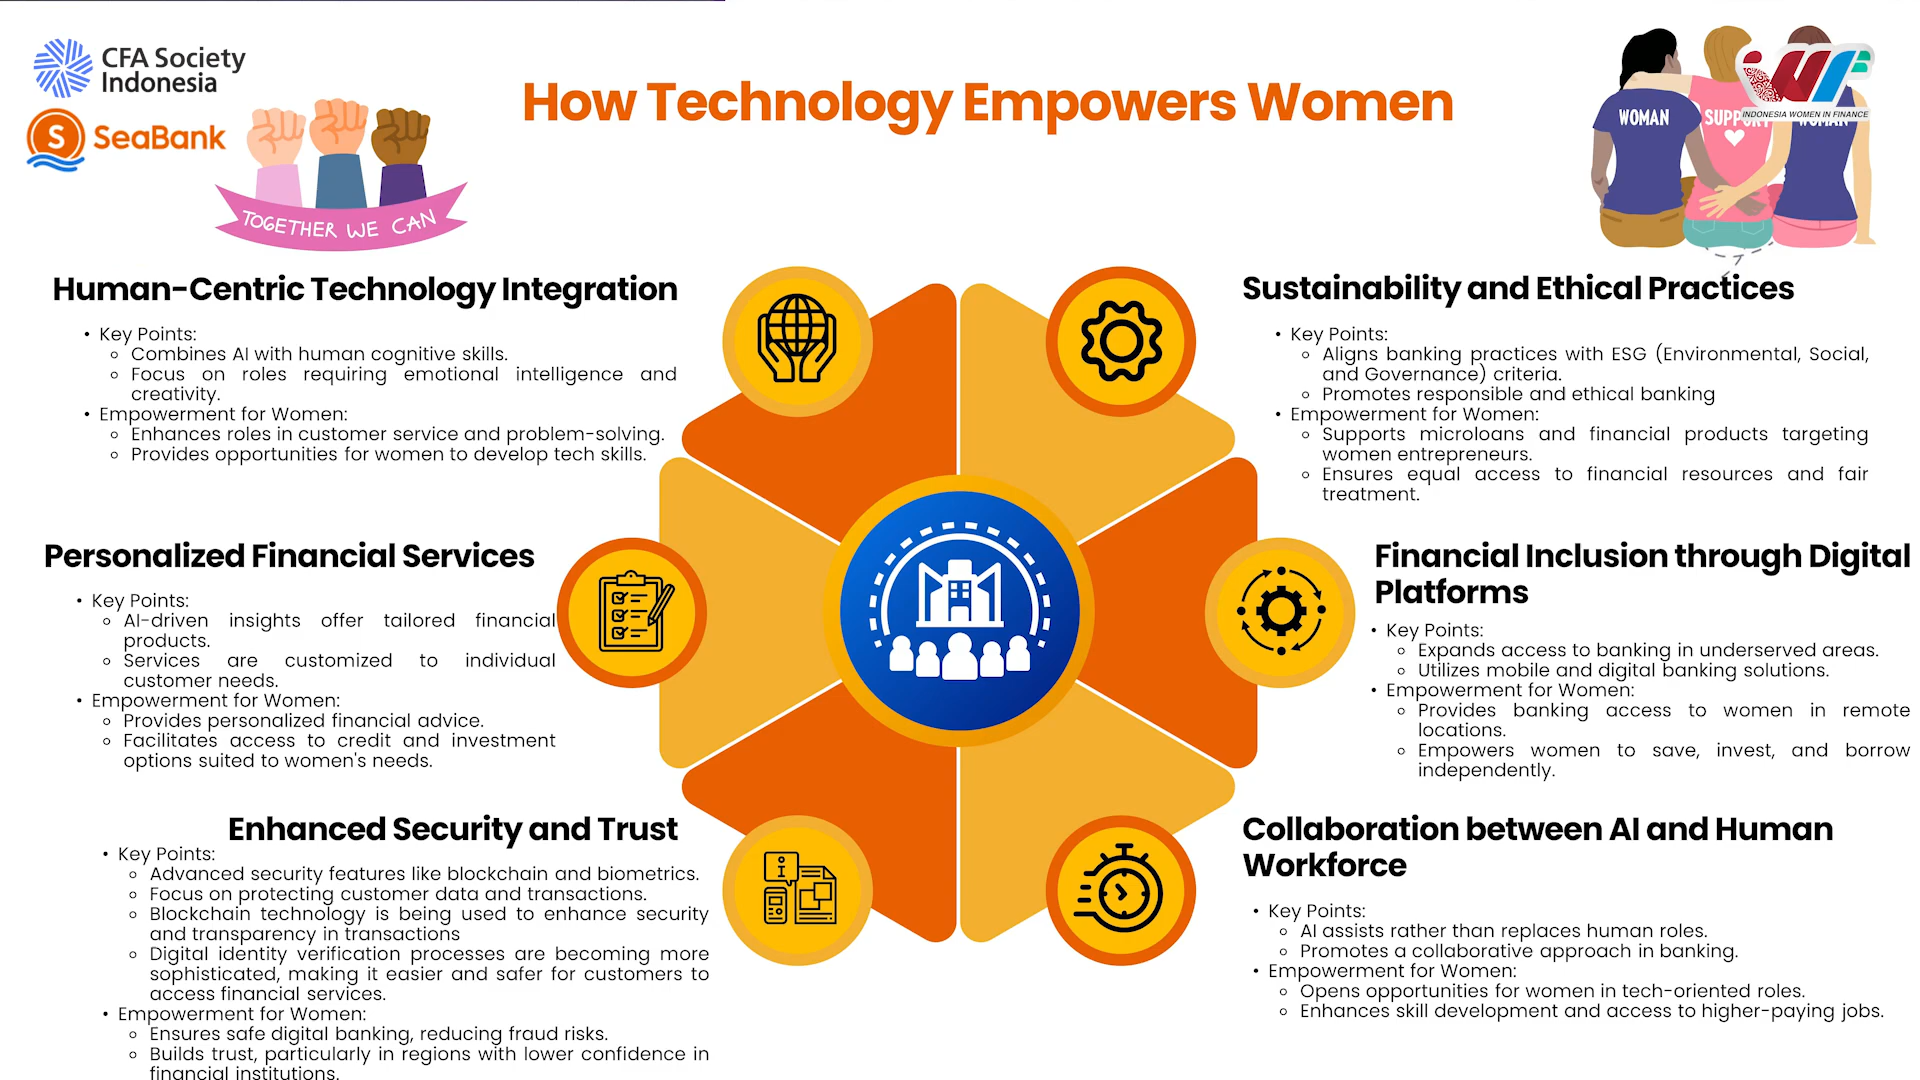 CFA Society
Indonesia
SeaBank
TOGETHER WE CAN
How Technology Empowers Women
WOMAN
INDONESIA WOMEN IN FINANCE
Human-Centric Technology Integration
• Key Points:
◦ Combines AI with human cognitive skills.
◦ Focus on roles requiring emotional intelligence and
creativity.
• Empowerment for Women:
◦ Enhances roles in customer service and problem-solving.
◦ Provides opportunities for women to develop tech skills.
Personalized Financial Services
• Key Points:
◦ AI-driven insights offer tailored financial
products.
◦ Services are customized to individual
customer needs.
• Empowerment for Women:
◦ Provides personalized financial advice.
◦ Facilitates access to credit and investment
options suited to women's needs.
Enhanced Security and Trust
• Key Points:
◦ Advanced security features like blockchain and biometrics.
◦ Focus on protecting customer data and transactions.
◦ Blockchain technology is being used to enhance security
and transparency in transactions
◦ Digital identity verification processes are becoming more
sophisticated, making it easier and safer for customers to
access financial services.
• Empowerment for Women:
◦ Ensures safe digital banking, reducing fraud risks.
◦ Builds trust, particularly in regions with lower confidence in
financial institutions.
Sustainability and Ethical Practices
• Key Points:
◦ Aligns banking practices with ESG (Environmental, Social,
and Governance) criteria.
◦ Promotes responsible and ethical banking
• Empowerment for Women:
◦ Supports microloans and financial products targeting
women entrepreneurs.
◦ Ensures equal access to financial resources and fair
treatment.
Financial Inclusion through Digital
Platforms
• Key Points:
◦ Expands access to banking in underserved areas.
◦ Utilizes mobile and digital banking solutions.
• Empowerment for Women:
◦ Provides banking access to women in remote
locations.
◦ Empowers women to save, invest, and borrow
independently.
Collaboration between AI and Human
Workforce
• Key Points:
◦ AI assists rather than replaces human roles.
◦ Promotes a collaborative approach in banking.
• Empowerment for Women:
◦ Opens opportunities for women in tech-oriented roles.
◦ Enhances skill development and access to higher-paying jobs.